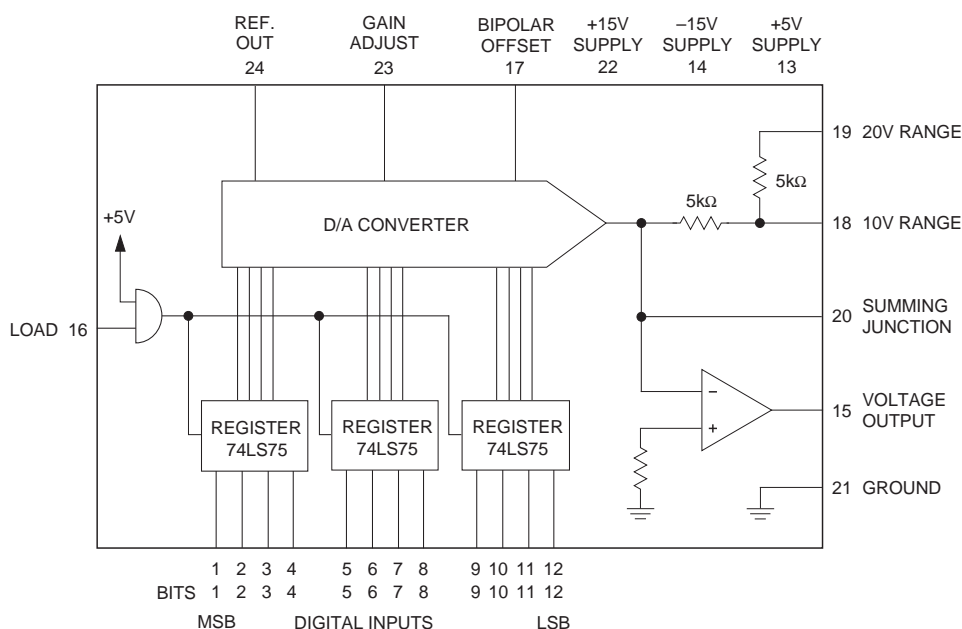 REF. OUT 24
GAIN ADJUST 23
BIPOLAR OFFSET 17
+15V SUPPLY 22
–15V SUPPLY 14
+5V SUPPLY 13
19 20V RANGE
5kΩ
5kΩ
18 10V RANGE
D/A CONVERTER
+5V
LOAD 16
20 SUMMING JUNCTION
–
+
15 VOLTAGE OUTPUT
REGISTER 74LS75
REGISTER 74LS75
REGISTER 74LS75
21 GROUND
1 2 3 4 5 6 7 8 9 10 11 12
BITS 1 2 3 4 5 6 7 8 9 10 11 12
MSB DIGITAL INPUTS LSB